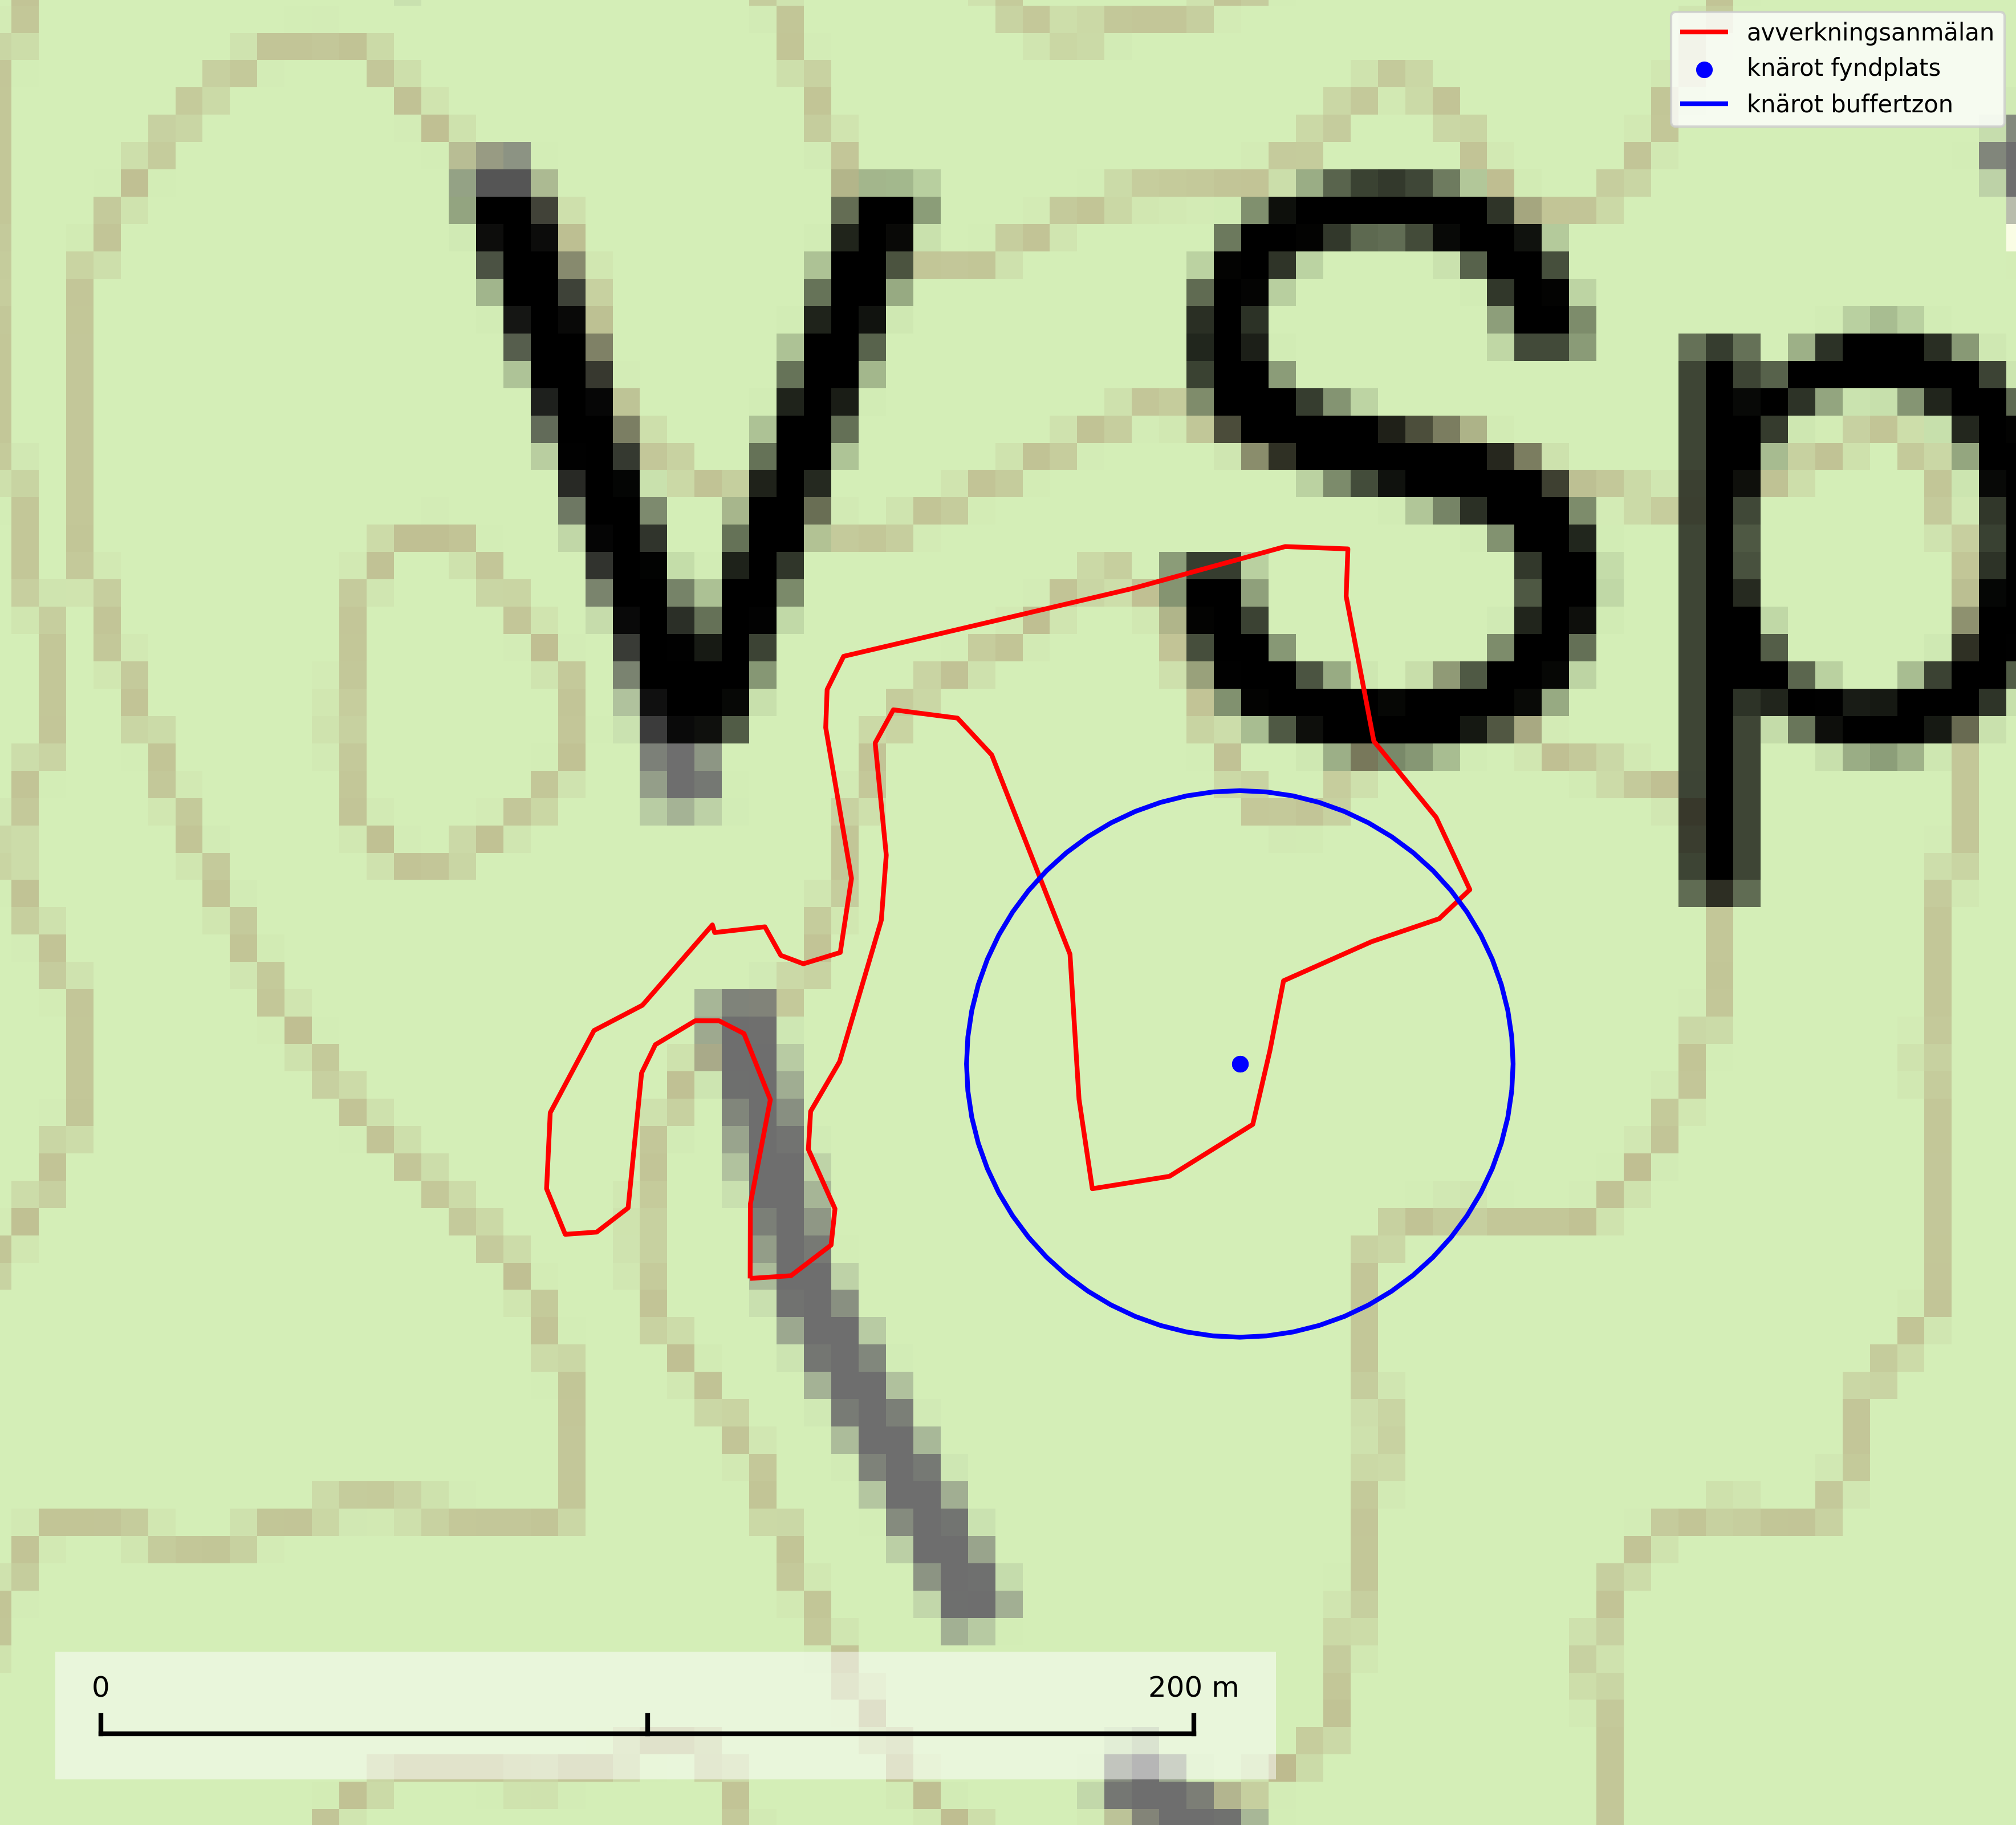 avverkningsanmälan
knärot fyndplats
knärot buffertzon
V Sp
0 200 m